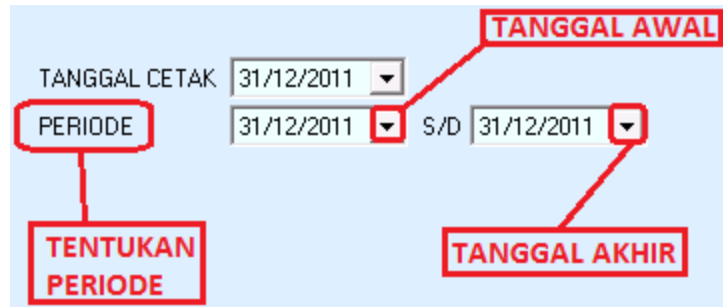 TANGGAL AWAL
TANGGAL CETAK 31/12/2011
PERIODE 31/12/2011 S/D 31/12/2011
TENTUKAN
PERIODE
TANGGAL AKHIR